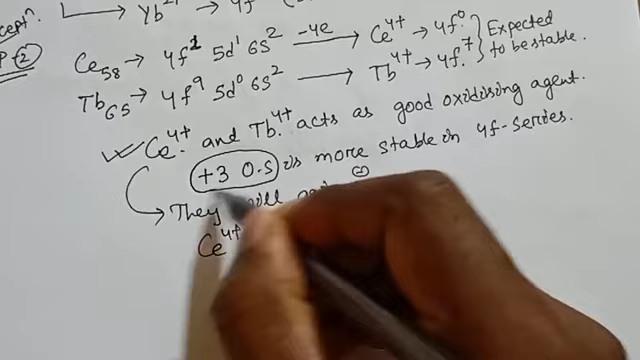 cept^n. → Yb²⁺ → 4f
P-②
Ce₅₈ → 4f¹ 5d¹ 6S² —-4e→ Ce⁴⁺ → 4f⁰ } Expected
Tb₆₅ → 4f⁹ 5d⁰ 6S² → Tb⁴⁺ → 4f⁷. } to be stable.
Ce⁴⁺ and Tb⁴⁺ acts as good oxidising agent.
+3 O.S is more stable in 4f-series.
→ They will
Ce⁴⁺